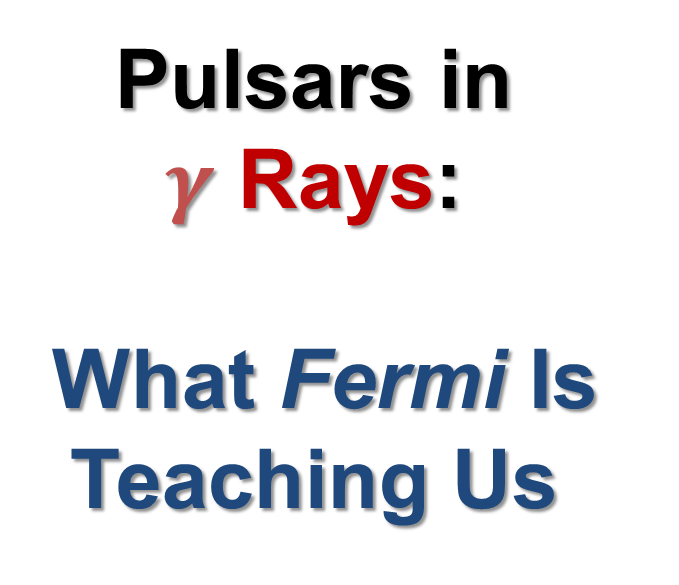 Pulsars in
γ Rays:
What Fermi Is
Teaching Us